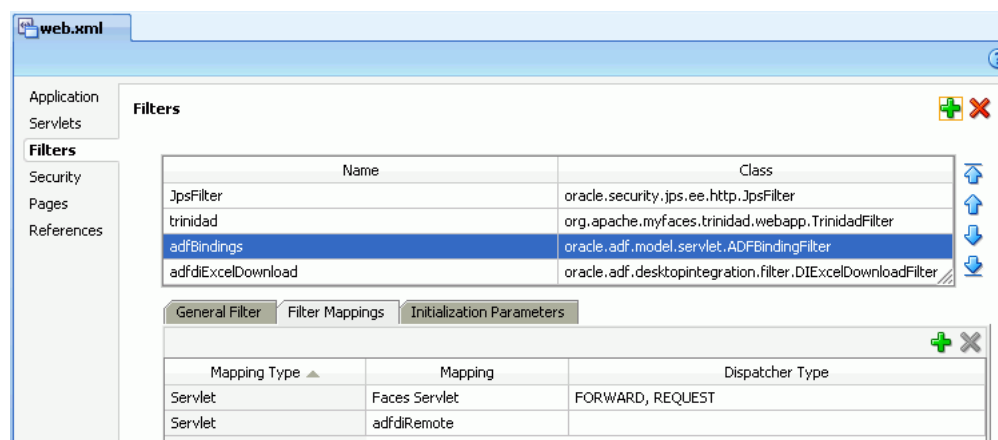 web.xml
Application
Servlets
Filters
Security
Pages
References
Filters
Name Class
JpsFilter oracle.security.jps.ee.http.JpsFilter
trinidad org.apache.myfaces.trinidad.webapp.TrinidadFilter
adfBindings oracle.adf.model.servlet.ADFBindingFilter
adfdiExcelDownload oracle.adf.desktopintegration.filter.DIExcelDownloadFilter
General Filter Filter Mappings Initialization Parameters
Mapping Type Mapping Dispatcher Type
Servlet Faces Servlet FORWARD, REQUEST
Servlet adfdiRemote